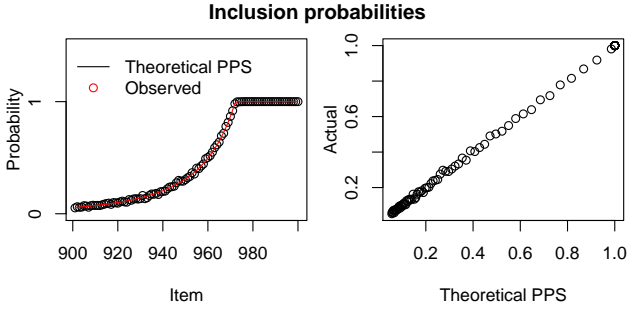 Inclusion probabilities
Probability
1
0
Theoretical PPS
Observed
900 920 940 960 980
Item
Actual
1.0
0.6
0.2
0.2 0.4 0.6 0.8 1.0
Theoretical PPS